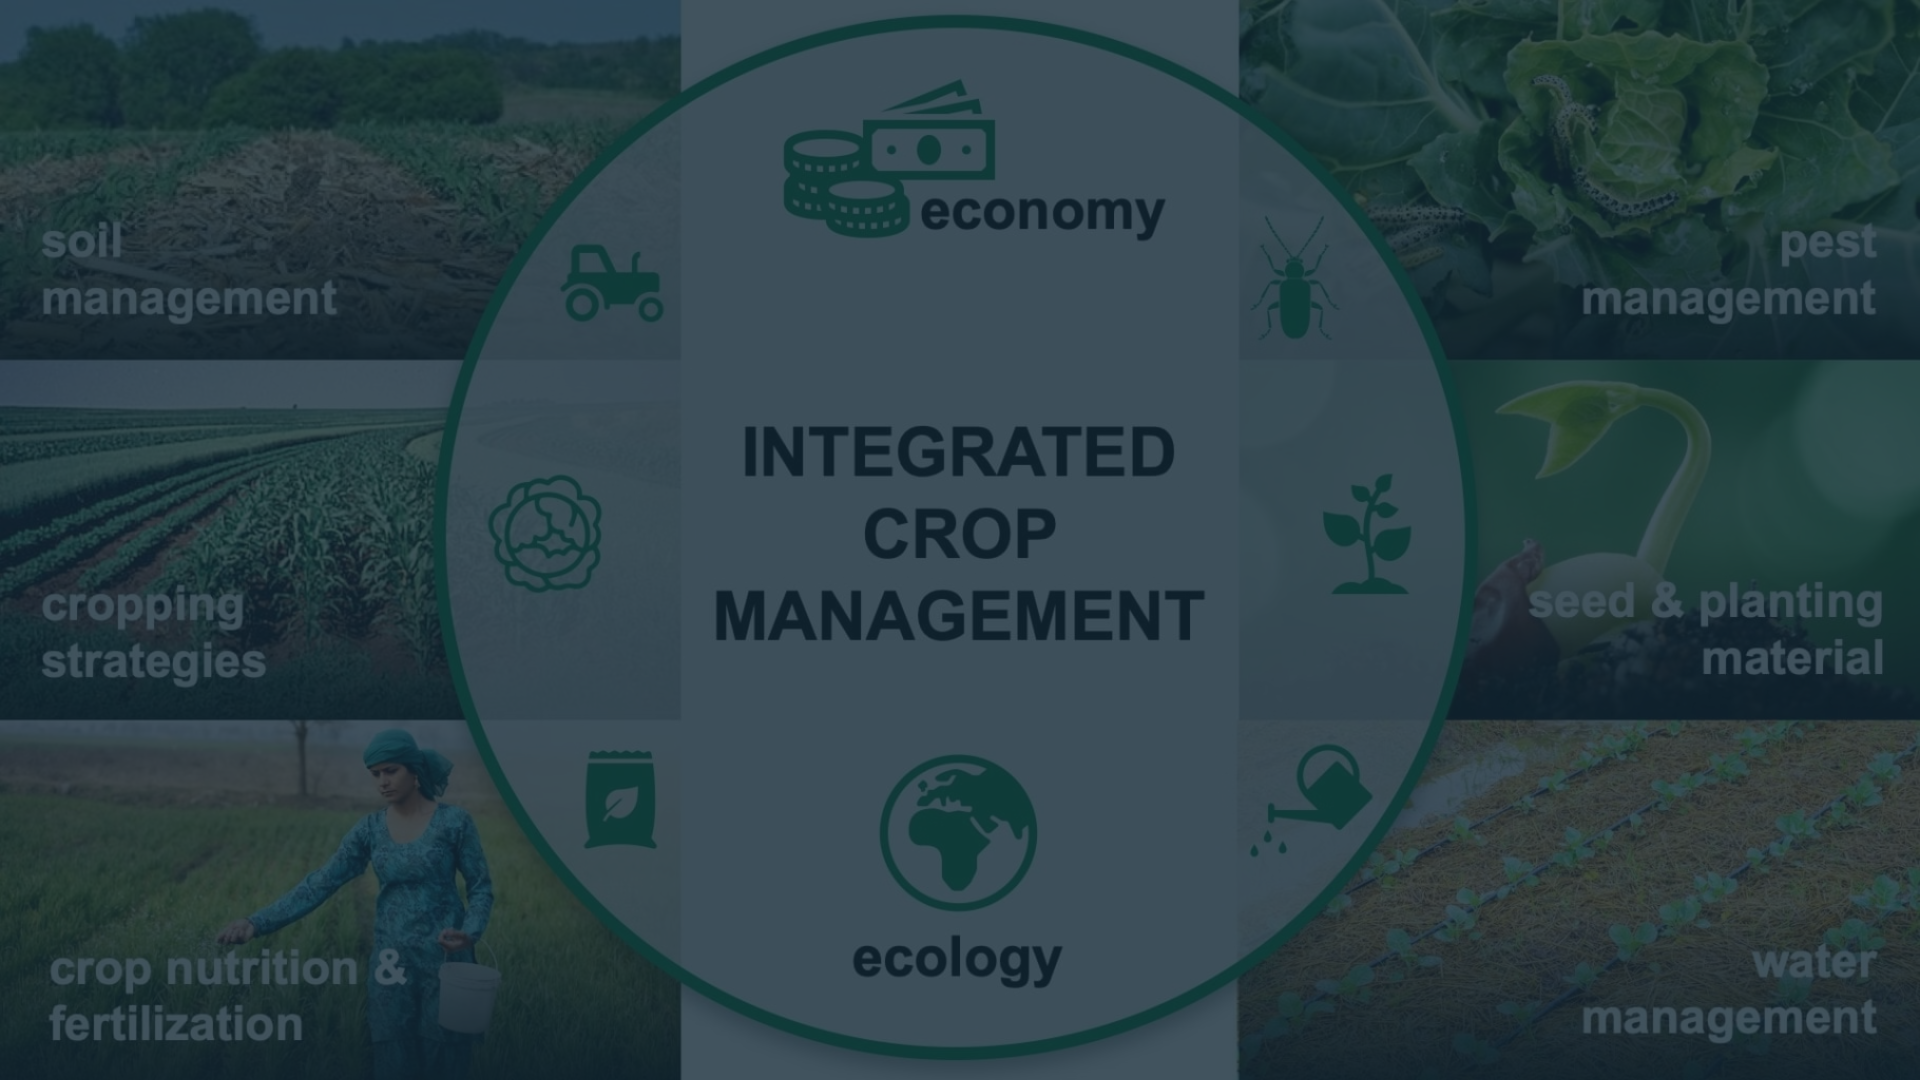 economy
soil
management
pest
management
INTEGRATED
CROP
MANAGEMENT
cropping
strategies
seed & planting
material
ecology
crop nutrition &
fertilization
water
management